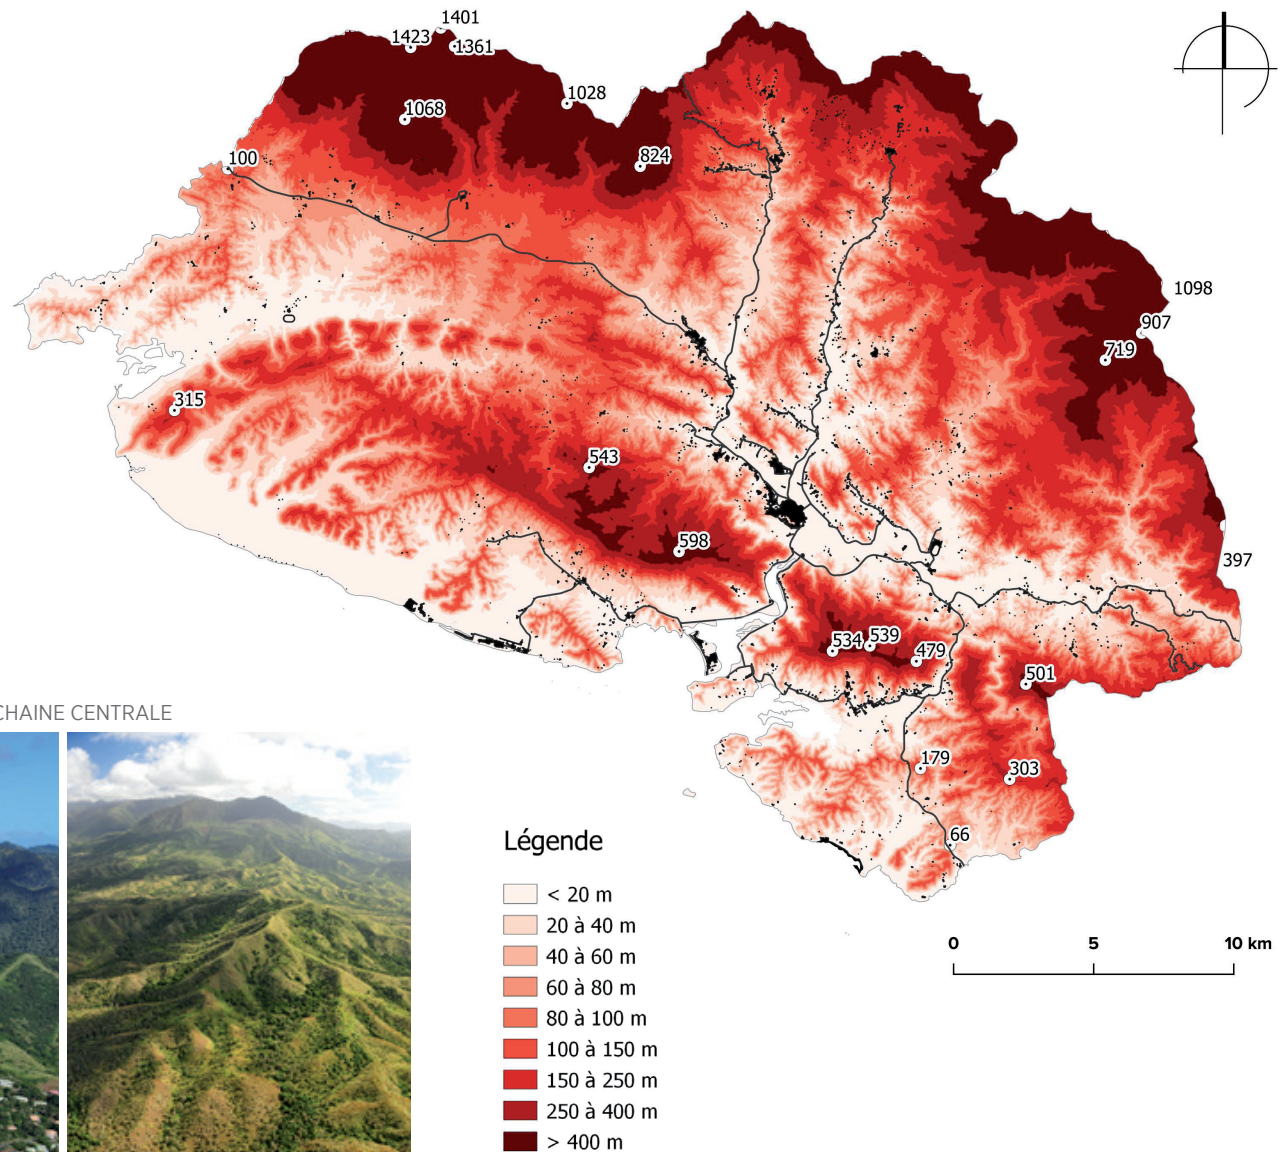 1401
1423
1361
1028
1068
824
100
1098
907
719
315
543
598
397
534
539
479
501
179
303
66
CHAINE CENTRALE
Légende
< 20 m
20 à 40 m
40 à 60 m
60 à 80 m
80 à 100 m
100 à 150 m
150 à 250 m
250 à 400 m
> 400 m
0 5 10 km